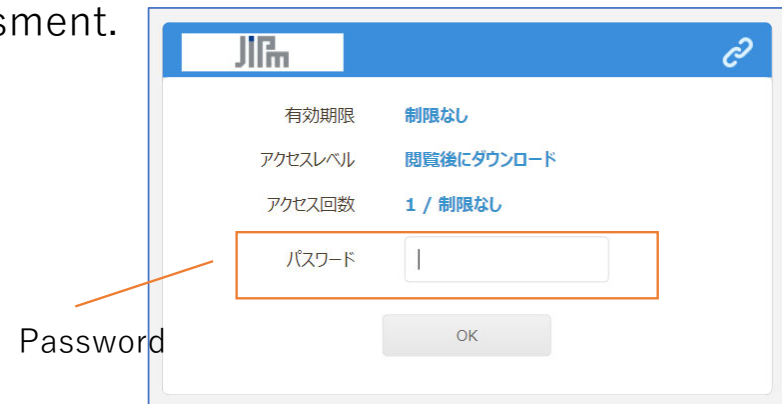 sment.
JIPm
有効期限 制限なし
アクセスレベル 閲覧後にダウンロード
アクセス回数 1 / 制限なし
パスワード
Password
OK